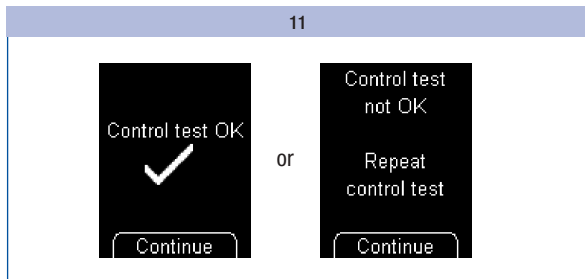 11
Control test OK
Continue
or
Control test
not OK
Repeat
control test
Continue